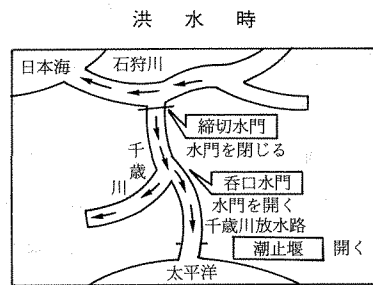 洪水時
日本海
石狩川
締切水門
水門を閉じる
千歳川
呑口水門
水門を開く
千歳川放水路
潮止堰 開く
太平洋